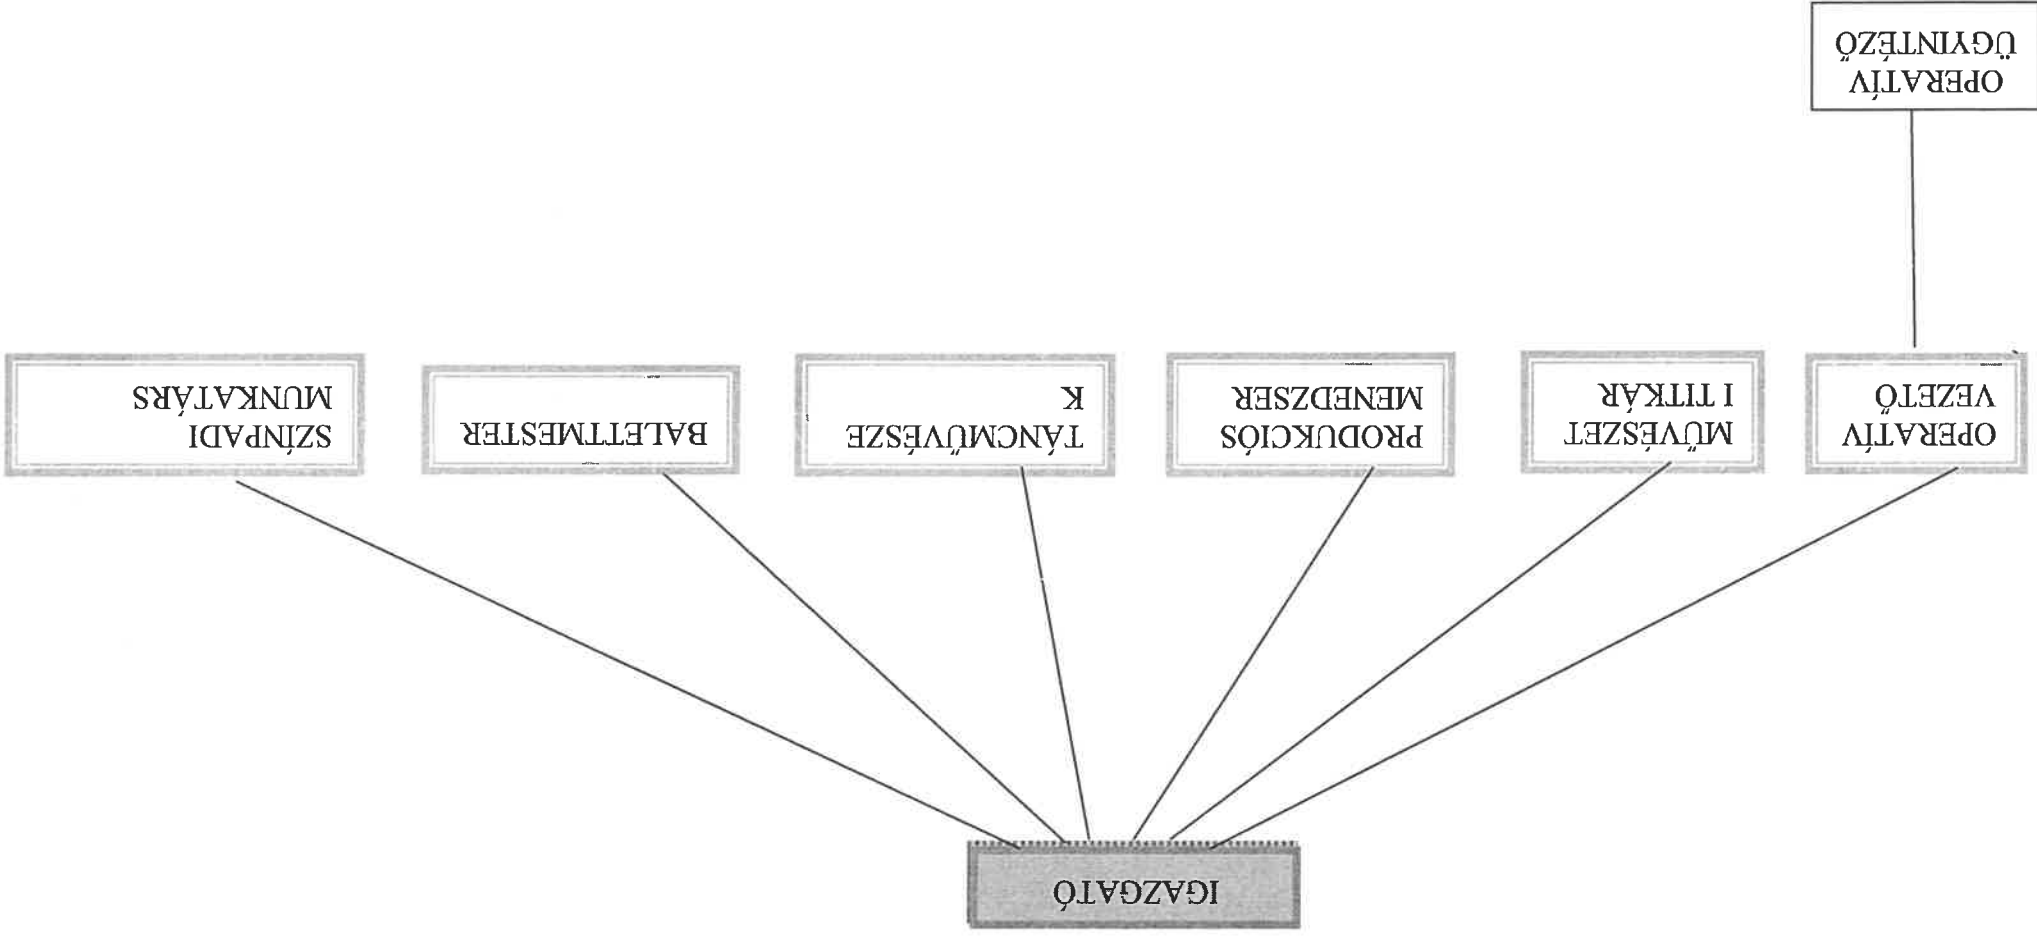 IGAZGATÓ
OPERATÍV
VEZETŐ
MŰVÉSZET
I TITKÁR
PRODUKCIÓS
MENEDZSER
TÁNCMŰVÉSZE
K
BALETTMESTER
SZÍNPADI
MUNKATÁRS
OPERATÍV
ÜGYINTÉZŐ